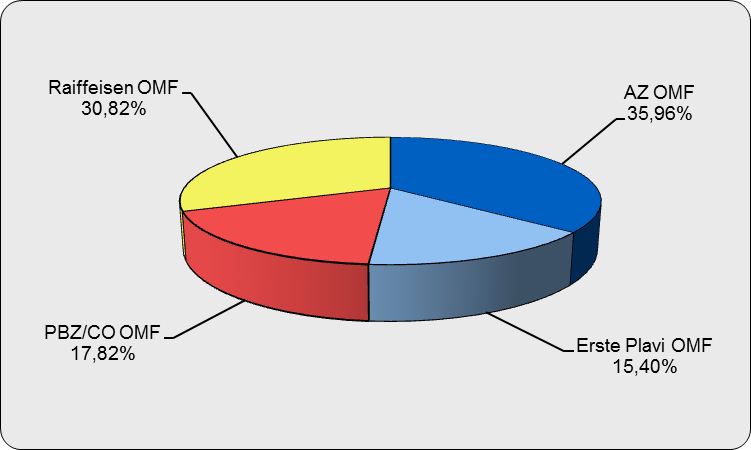 Raiffeisen OMF
30,82%
AZ OMF
35,96%
PBZ/CO OMF
17,82%
Erste Plavi OMF
15,40%